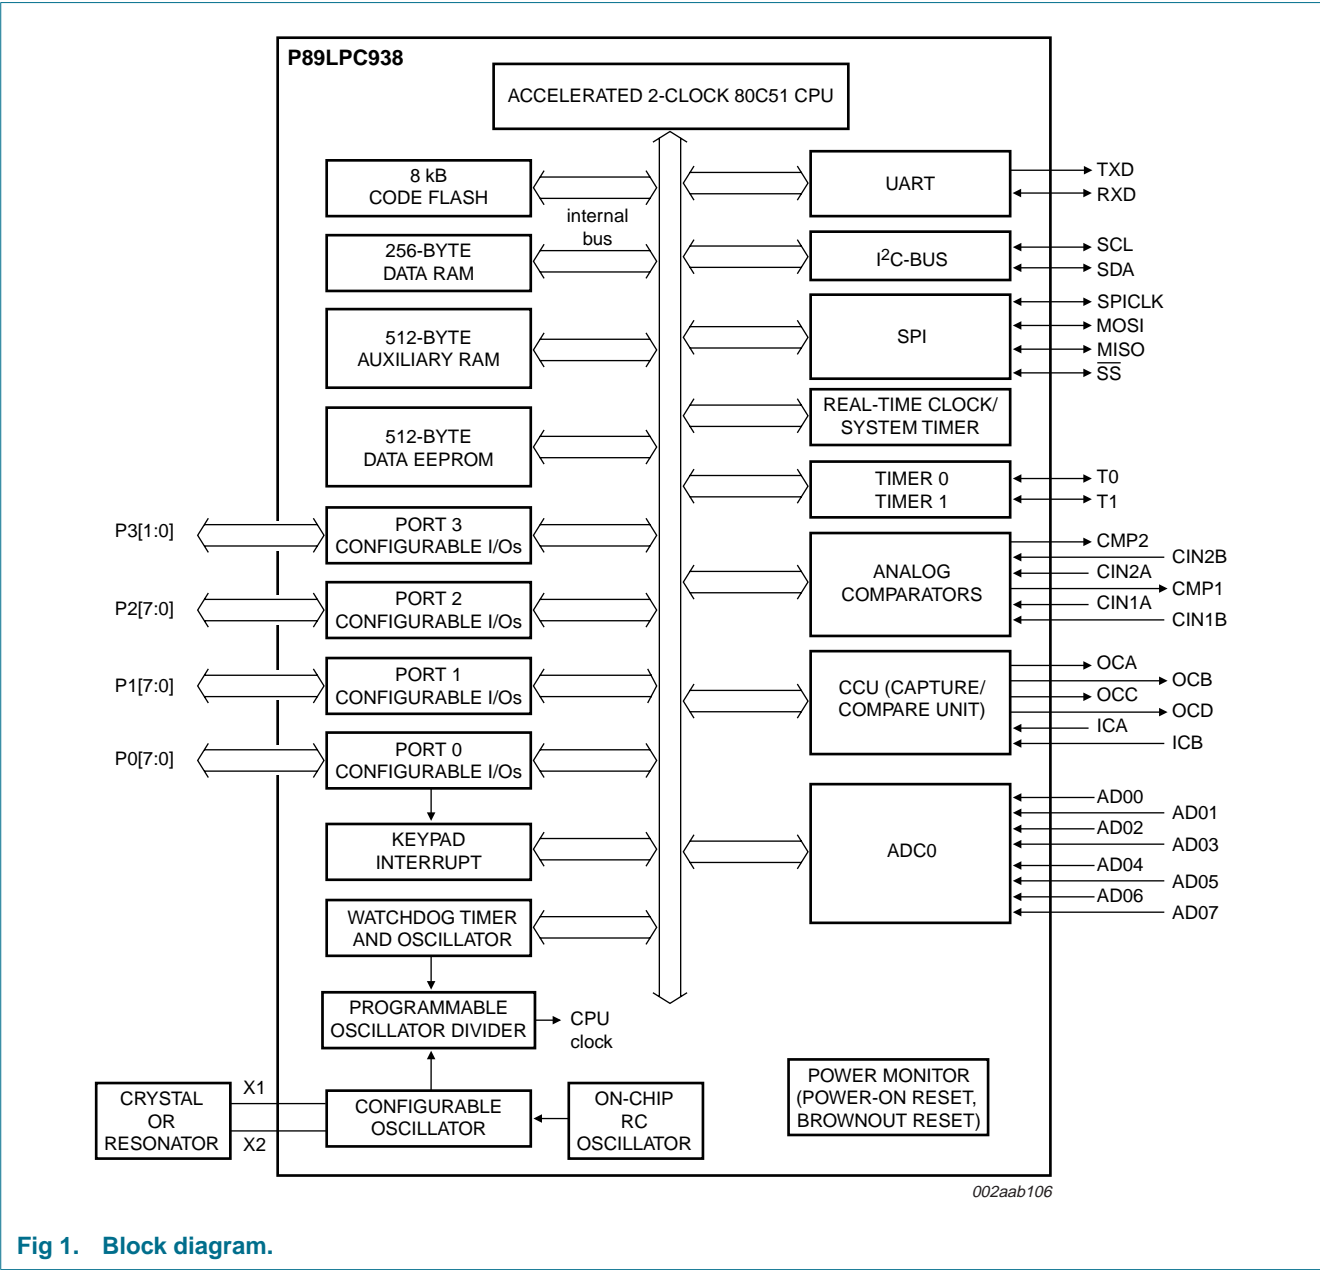 P89LPC938
ACCELERATED 2-CLOCK 80C51 CPU
8 kB
CODE FLASH
internal
bus
256-BYTE
DATA RAM
512-BYTE
AUXILIARY RAM
512-BYTE
DATA EEPROM
P3[1:0]
PORT 3
CONFIGURABLE I/Os
P2[7:0]
PORT 2
CONFIGURABLE I/Os
P1[7:0]
PORT 1
CONFIGURABLE I/Os
P0[7:0]
PORT 0
CONFIGURABLE I/Os
KEYPAD
INTERRUPT
WATCHDOG TIMER
AND OSCILLATOR
PROGRAMMABLE
OSCILLATOR DIVIDER
CPU
clock
CRYSTAL
OR
RESONATOR
X1
X2
CONFIGURABLE
OSCILLATOR
ON-CHIP
RC
OSCILLATOR
UART
TXD
RXD
I2C-BUS
SCL
SDA
SPI
SPICLK
MOSI
MISO
SS
REAL-TIME CLOCK/
SYSTEM TIMER
TIMER 0
TIMER 1
T0
T1
ANALOG
COMPARATORS
CMP2
CIN2B
CIN2A
CMP1
CIN1A
CIN1B
CCU (CAPTURE/
COMPARE UNIT)
OCA
OCB
OCC
OCD
ICA
ICB
ADC0
AD00
AD01
AD02
AD03
AD04
AD05
AD06
AD07
POWER MONITOR
(POWER-ON RESET,
BROWNOUT RESET)
002aab106
Fig 1. Block diagram.